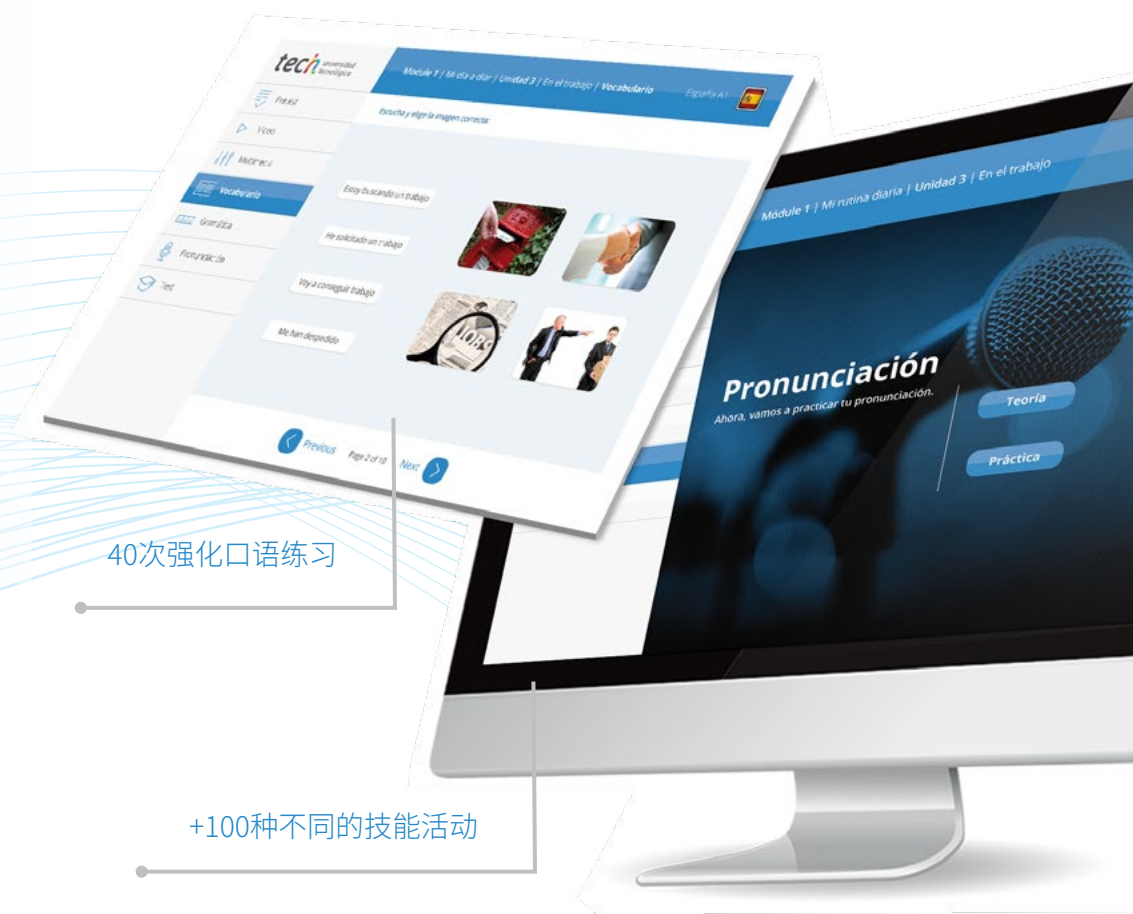 tech universidad
tecnológica
Module 1 | Mi día a diar | Unidad 3 | En el trabajo | Vocabulario
España A1
Escucha y elige la imagen correcta:
Vocabulario
Gramática
Pronunciación
Test
Estoy buscando un trabajo
He solicitado un trabajo
Voy a conseguir trabajo
Me han despedido
JOBS
Previous
Page 2 of 10
Next
Módule 1 | Mi rutina diaria | Unidad 3 | En el trabajo
Pronunciación
Ahora, vamos a practicar tu pronunciación.
Teoría
Práctica
40次强化口语练习
+100种不同的技能活动